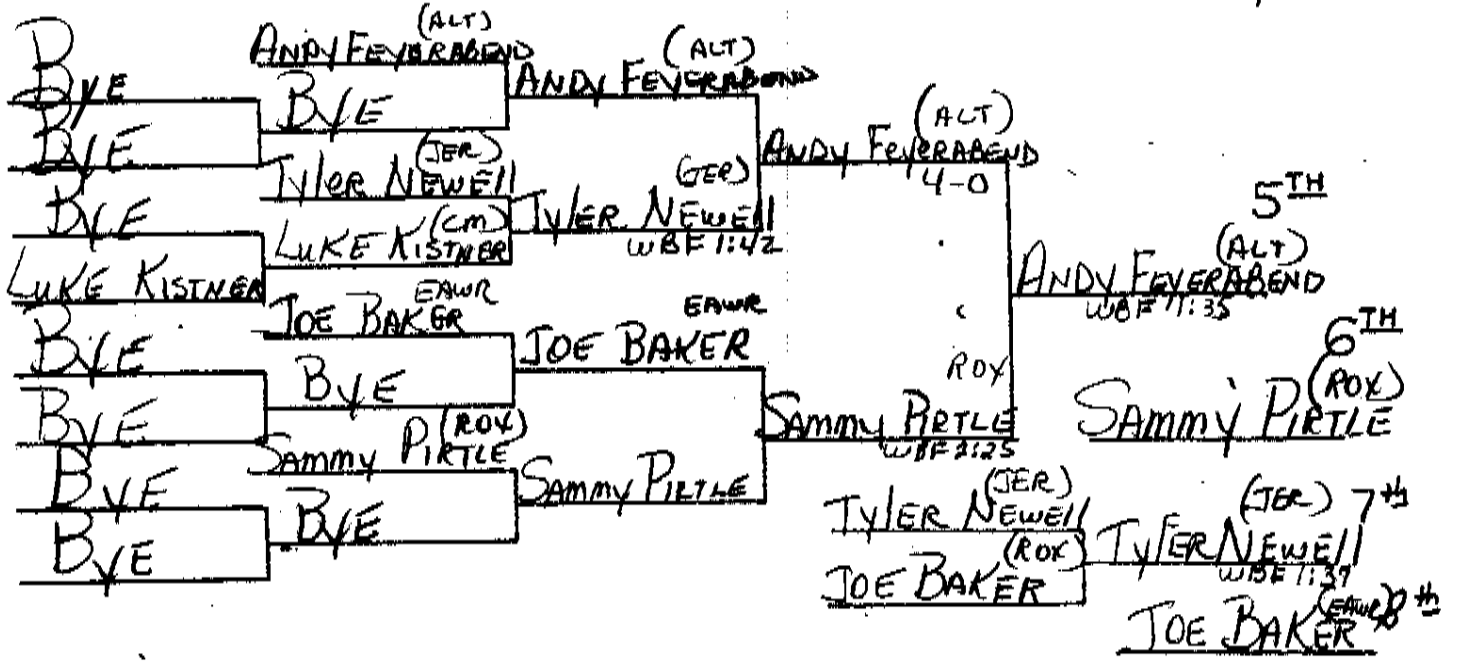 Bye
Bye
Bye
Luke Kistner
Bye
Bye
Bye
Bye
(ALT)
Andy Feyerabend
Bye
(JER)
Tyler Newell
(CM)
Luke Kistner
EAWR
Joe Baker
Bye
(ROX)
Sammy Pirtle
Bye
(ALT)
Andy Feyerabend
(JER)
Tyler Newell
WBF 1:42
EAWR
Joe Baker
Sammy Pirtle
(ALT)
Andy Feyerabend
4-0
ROX
Sammy Pirtle
WBF 2:25
5TH
(ALT)
Andy Feyerabend
WBF 1:35
6TH
(ROX)
Sammy Pirtle
(JER)
Tyler Newell
(ROX)
Joe Baker
(JER) 7th
Tyler Newell
WBF 1:37
(EAWR) 8th
Joe Baker